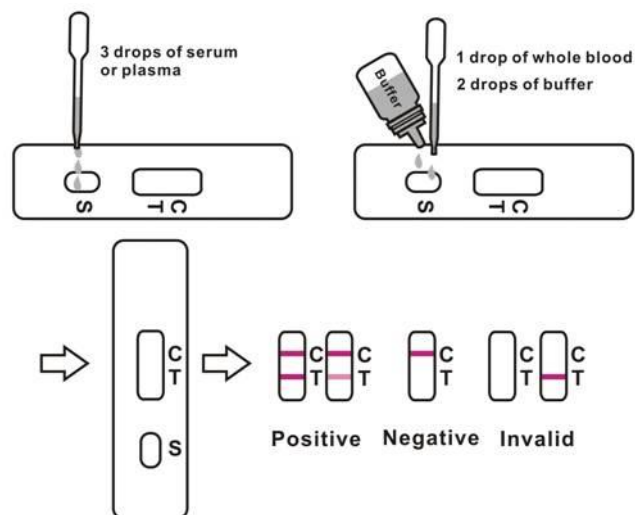 3 drops of serum
or plasma
Buffer
1 drop of whole blood
2 drops of buffer
S
T C
S
T C
C
T
S
C C
T T
C
T
C C
T T
Positive Negative Invalid